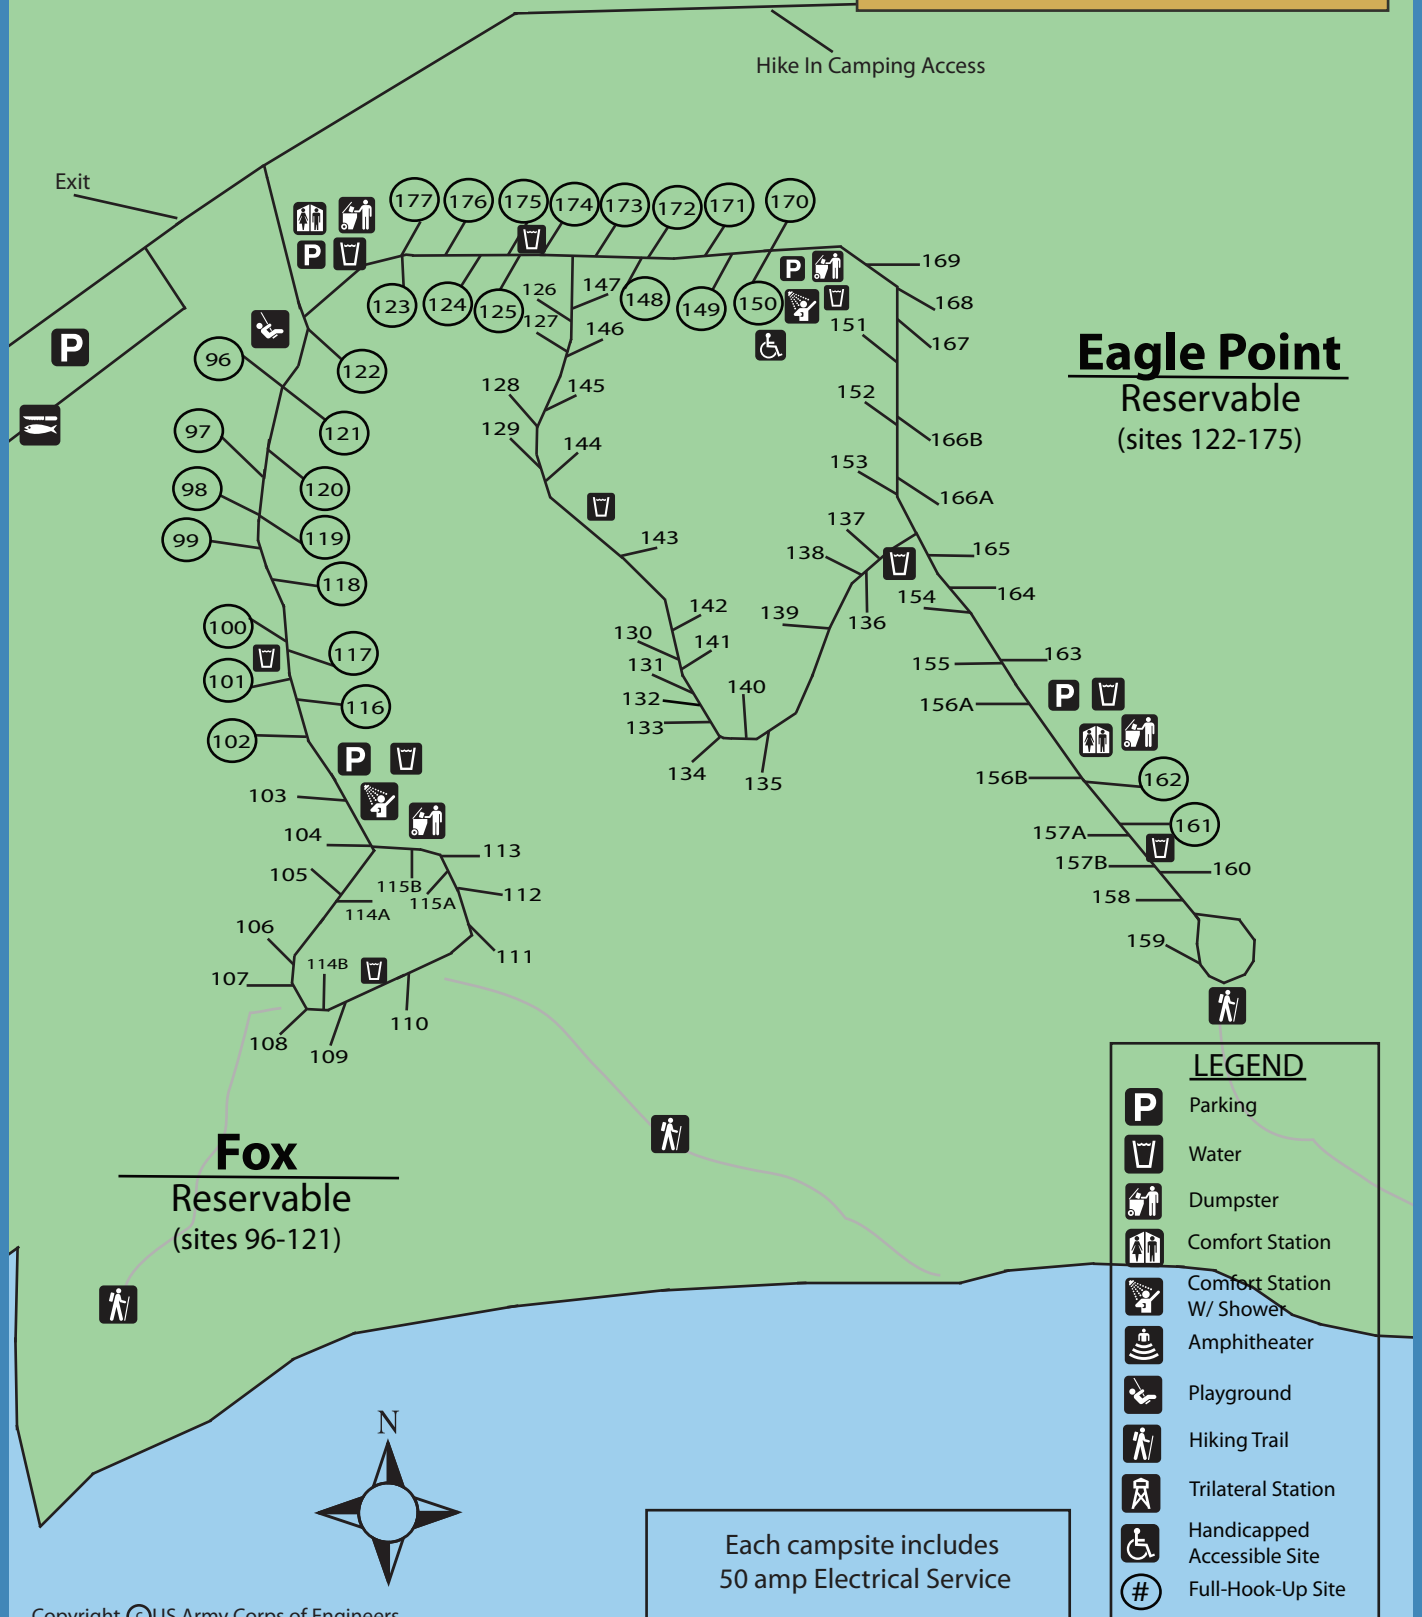 Hike In Camping Access
Exit
P
177
176
175
174
173
172
171
170
P
169
123
124
125
126
147
148
149
150
P
168
127
146
151
167
Eagle Point
Reservable
(sites 122-175)
P
96
122
128
145
152
97
121
129
144
166B
153
98
120
166A
99
119
143
137
138
165
118
164
154
142
139
136
100
130
141
117
131
155
163
101
132
140
156A
P
116
133
102
P
134
135
156B
162
103
161
104
157A
113
157B
160
105
115B
115A
112
158
114A
106
111
159
107
114B
110
108
109
LEGEND
P Parking
Water
Dumpster
Comfort Station
Comfort Station
W/ Shower
Amphitheater
Playground
Hiking Trail
Trilateral Station
Handicapped
Accessible Site
# Full-Hook-Up Site
Fox
Reservable
(sites 96-121)
N
Each campsite includes
50 amp Electrical Service
Copyright © US Army Corps of Engineers